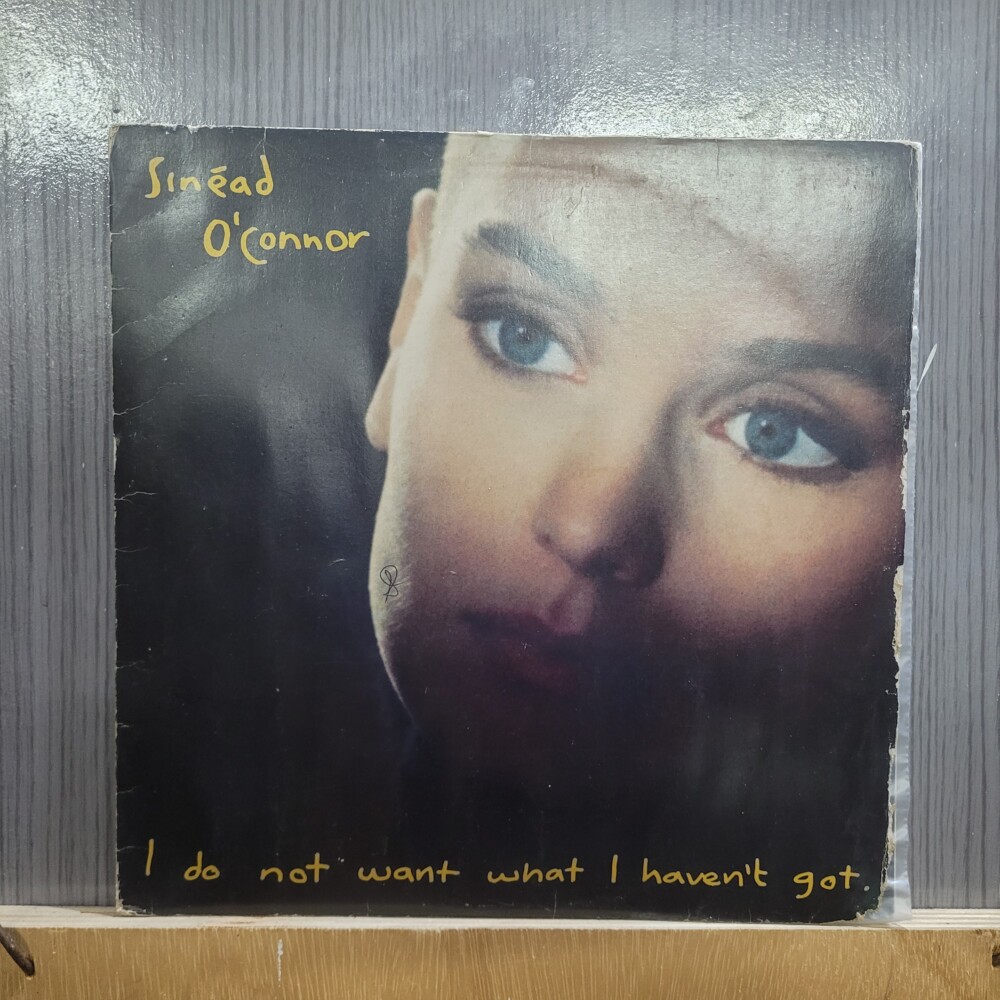 Sinéad
O'Connor
I do not want what I haven't got.